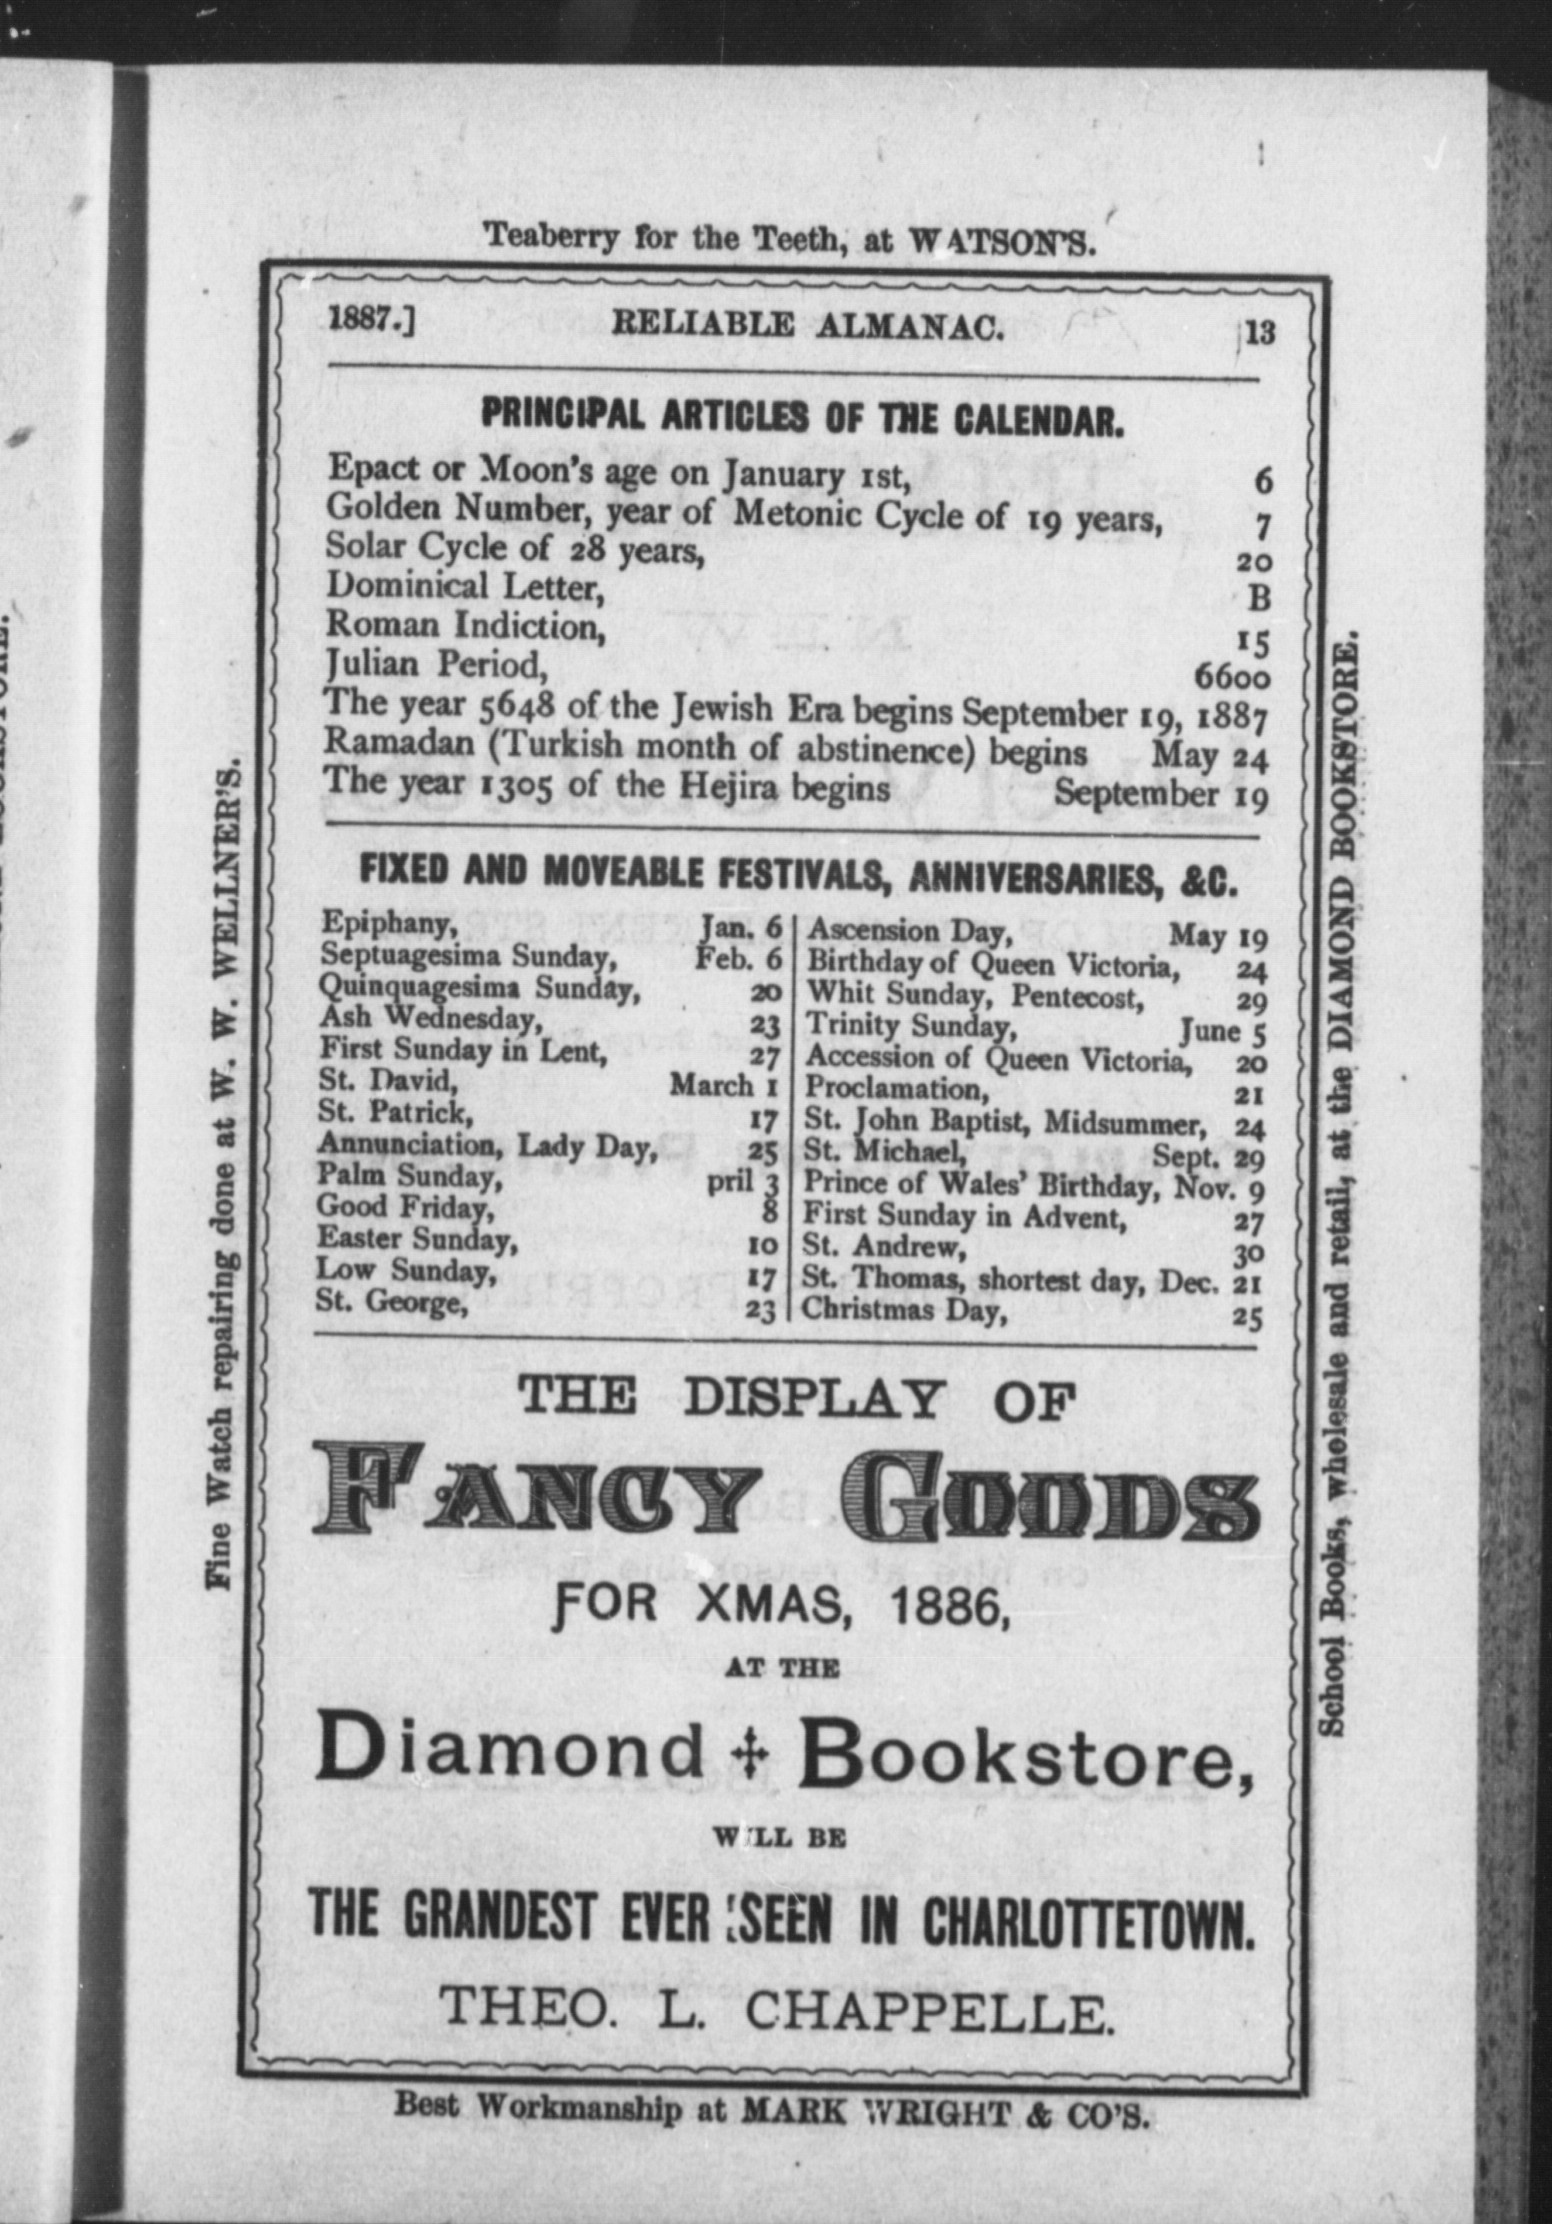 Teaberry for the Teeth, at WATSON'S.
1887.] RELIABLE ALMANAC. 13
PRINCIPAL ARTICLES OF THE CALENDAR.
Epact or Moon's age on January 1st, 6
Golden Number, year of Metonic Cycle of 19 years, 7
Solar Cycle of 28 years, 20
Dominical Letter, B
Roman Indiction, 15
Julian Period, 6600
The year 5648 of the Jewish Era begins September 19, 1887
Ramadan (Turkish month of abstinence) begins May 24
The year 1305 of the Hejira begins September 19
FIXED AND MOVEABLE FESTIVALS, ANNIVERSARIES, &C.
Epiphany, Jan. 6
Septuagesima Sunday, Feb. 6
Quinquagesima Sunday, 20
Ash Wednesday, 23
First Sunday in Lent, 27
St. David, March 1
St. Patrick, 17
Annunciation, Lady Day, 25
Palm Sunday, pril 3
Good Friday, 8
Easter Sunday, 10
Low Sunday, 17
St. George, 23
Ascension Day, May 19
Birthday of Queen Victoria, 24
Whit Sunday, Pentecost, 29
Trinity Sunday, June 5
Accession of Queen Victoria, 20
Proclamation, 21
St. John Baptist, Midsummer, 24
St. Michael, Sept. 29
Prince of Wales' Birthday, Nov. 9
First Sunday in Advent, 27
St. Andrew, 30
St. Thomas, shortest day, Dec. 21
Christmas Day, 25
THE DISPLAY OF
FANCY GOODS
FOR XMAS, 1886,
AT THE
Diamond Bookstore,
WILL BE
THE GRANDEST EVER SEEN IN CHARLOTTETOWN.
THEO. L. CHAPPELLE.
Best Workmanship at MARK WRIGHT & CO'S.
Fine Watch repairing done at W. W. WELLNER'S.
School Books, wholesale and retail, at the DIAMOND BOOKSTORE.